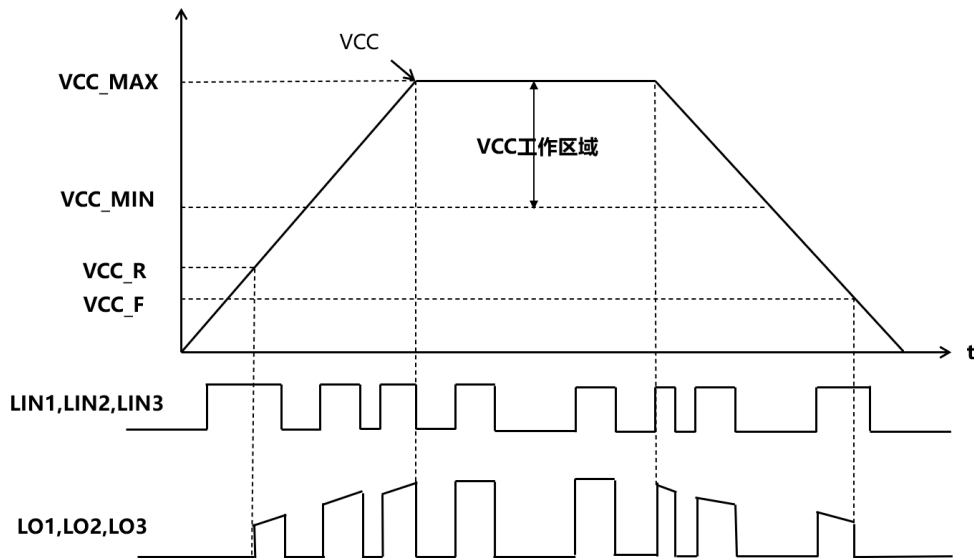 VCC
VCC_MAX
VCC工作区域
VCC_MIN
VCC_R
VCC_F
t
LIN1,LIN2,LIN3
LO1,LO2,LO3